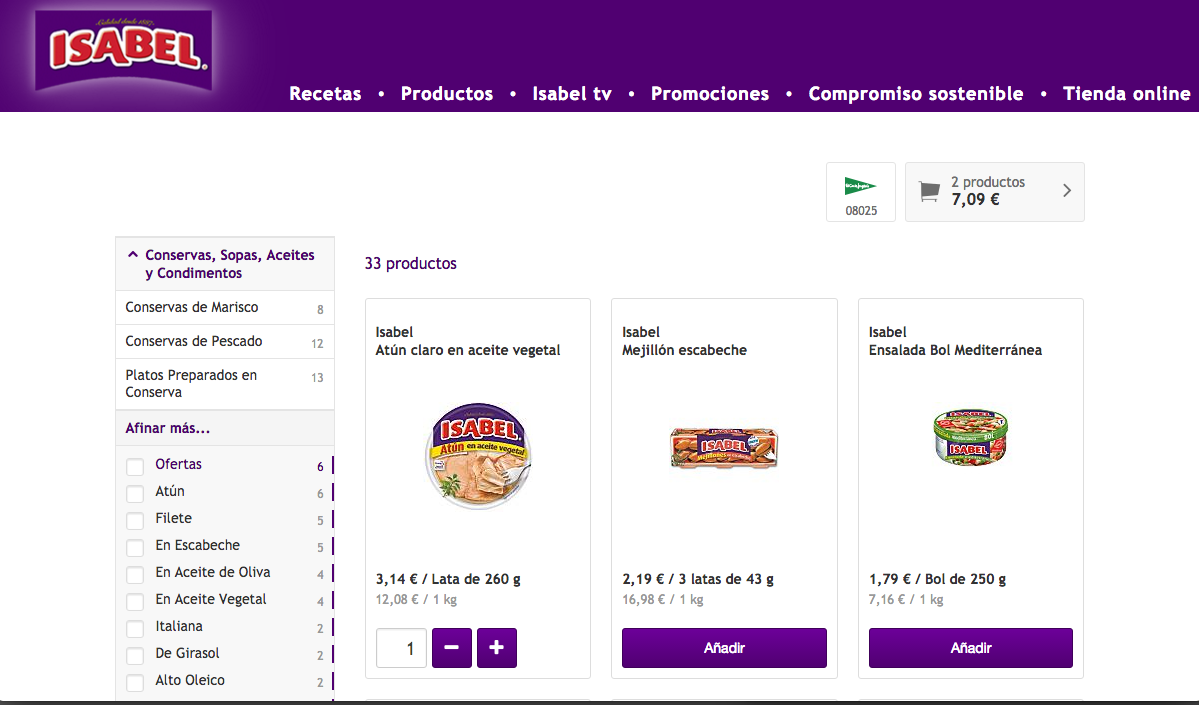 Calidad desde 1887
ISABEL
Recetas • Productos • Isabel tv • Promociones • Compromiso sostenible • Tienda online
El Corte Inglés
08025
2 productos
7,09 €
Conservas, Sopas, Aceites
y Condimentos
Conservas de Marisco 8
Conservas de Pescado 12
Platos Preparados en 13
Conserva
Afinar más...
Ofertas 6
Atún 6
Filete 5
En Escabeche 5
En Aceite de Oliva 4
En Aceite Vegetal 4
Italiana 2
De Girasol 2
Alto Oleico 2
33 productos
Isabel
Atún claro en aceite vegetal
ISABEL
Atún en aceite vegetal
3,14 € / Lata de 260 g
12,08 € / 1 kg
1 − +
Isabel
Mejillón escabeche
ISABEL
Mejillones en escabeche
2,19 € / 3 latas de 43 g
16,98 € / 1 kg
Añadir
Isabel
Ensalada Bol Mediterránea
ISABEL
mediterránea BOL
ISABEL
1,79 € / Bol de 250 g
7,16 € / 1 kg
Añadir